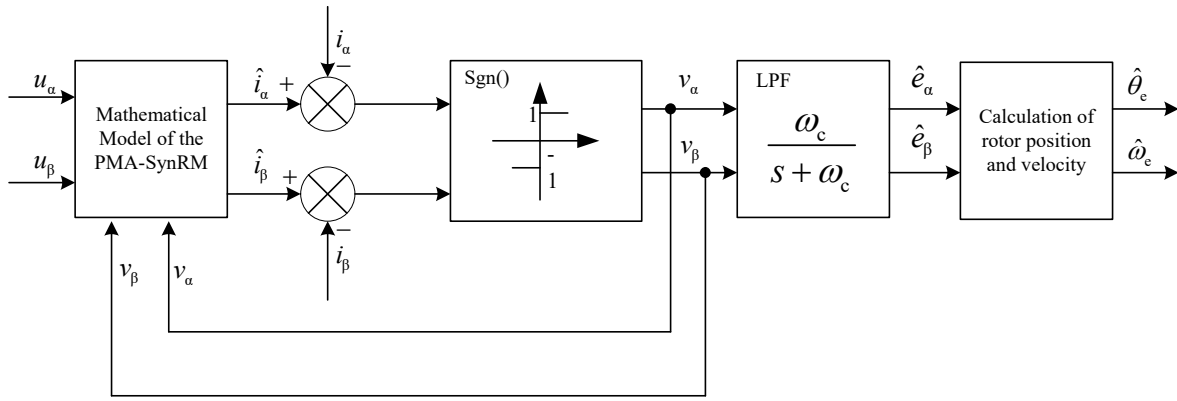 u_α
u_β
Mathematical
Model of the
PMA-SynRM
î_α +
î_β +
i_α
−
−
i_β
Sgn()
1
-
1
v_α
v_β
LPF
ω_c
s + ω_c
ê_α
ê_β
Calculation of
rotor position
and velocity
θ̂_e
ω̂_e
v_β
v_α